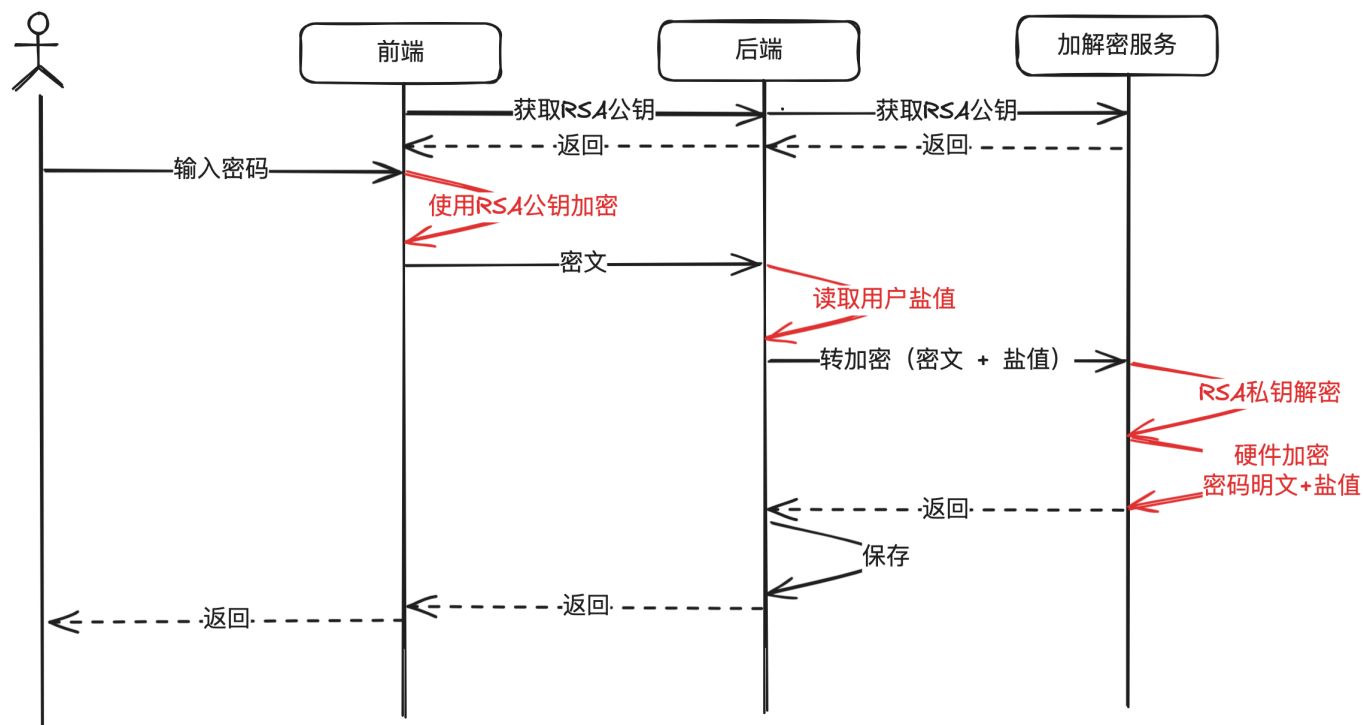 前端
后端
加解密服务
获取RSA公钥
获取RSA公钥
返回
返回
输入密码
使用RSA公钥加密
密文
读取用户盐值
转加密（密文 + 盐值）
RSA私钥解密
硬件加密
密码明文+盐值
返回
保存
返回
返回